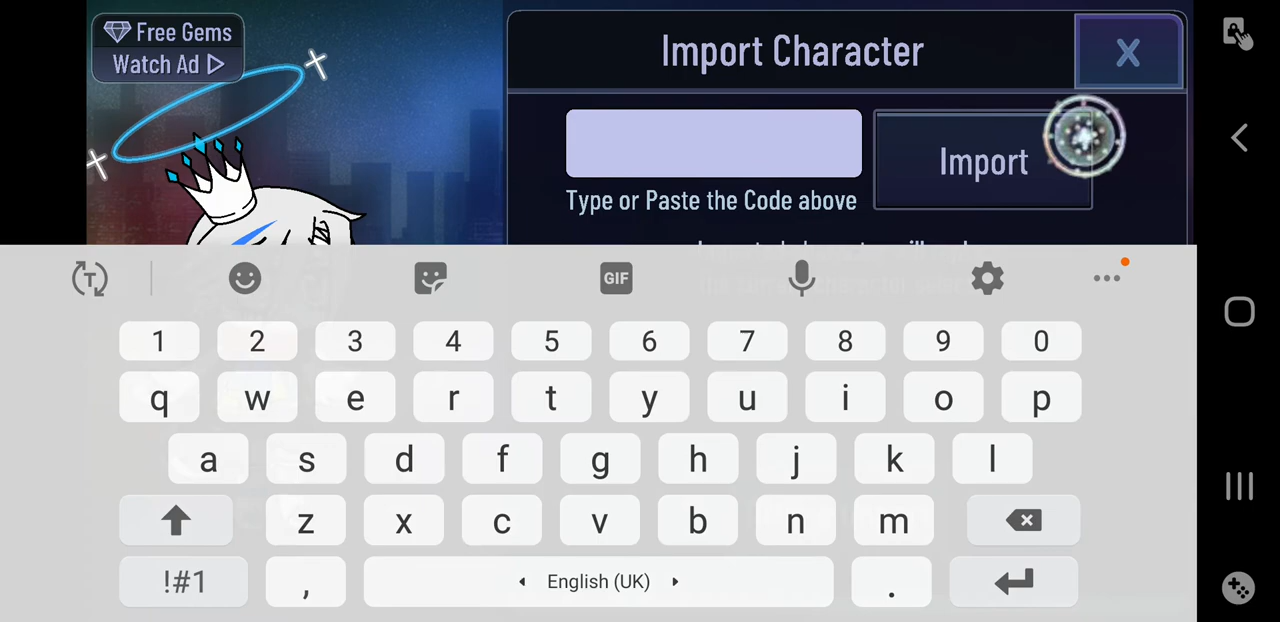 Free Gems
Watch Ad
Import Character
X
Import
Type or Paste the Code above
T
GIF
1 2 3 4 5 6 7 8 9 0
q w e r t y u i o p
a s d f g h j k l
z x c v b n m
!#1 , English (UK) .